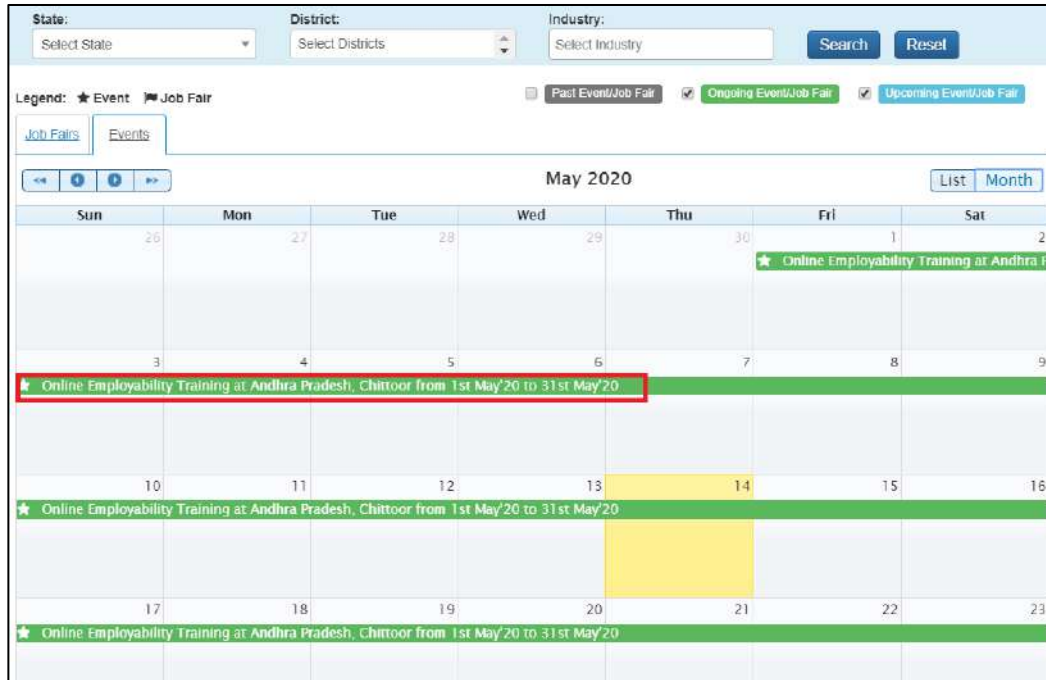 State: District: Industry:
Select State Select Districts Select Industry Search Reset
Legend: Event Job Fair Past Event/Job Fair Ongoing Event/Job Fair Upcoming Event/Job Fair
Job Fairs Events
May 2020 List Month
Sun Mon Tue Wed Thu Fri Sat
26 27 28 29 30 1 2
Online Employability Training at Andhra
3 4 5 6 7 8 9
Online Employability Training at Andhra Pradesh, Chittoor from 1st May'20 to 31st May'20
10 11 12 13 14 15 16
Online Employability Training at Andhra Pradesh, Chittoor from 1st May'20 to 31st May'20
17 18 19 20 21 22 23
Online Employability Training at Andhra Pradesh, Chittoor from 1st May'20 to 31st May'20